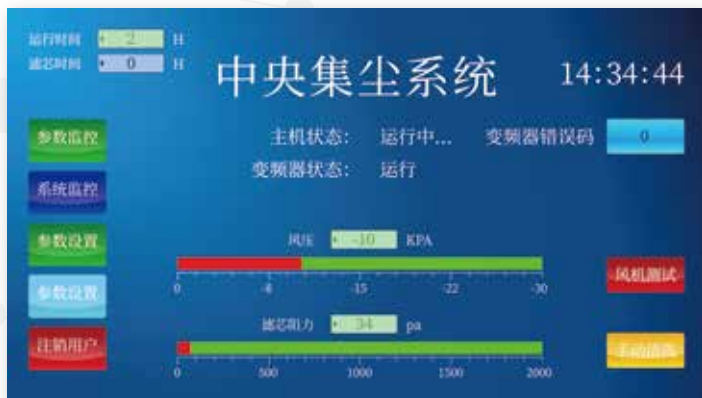 运行时间 2 H
滤芯时间 0 H
中央集尘系统
14:34:44
参数监控
系统监控
参数设置
参数设置
注销用户
主机状态: 运行中... 变频器错误码 0
变频器状态: 运行
风压 -10 KPA
0 -8 -15 -22 -30
滤芯阻力 34 pa
0 500 1000 1500 2000
风机测试
手动清洗